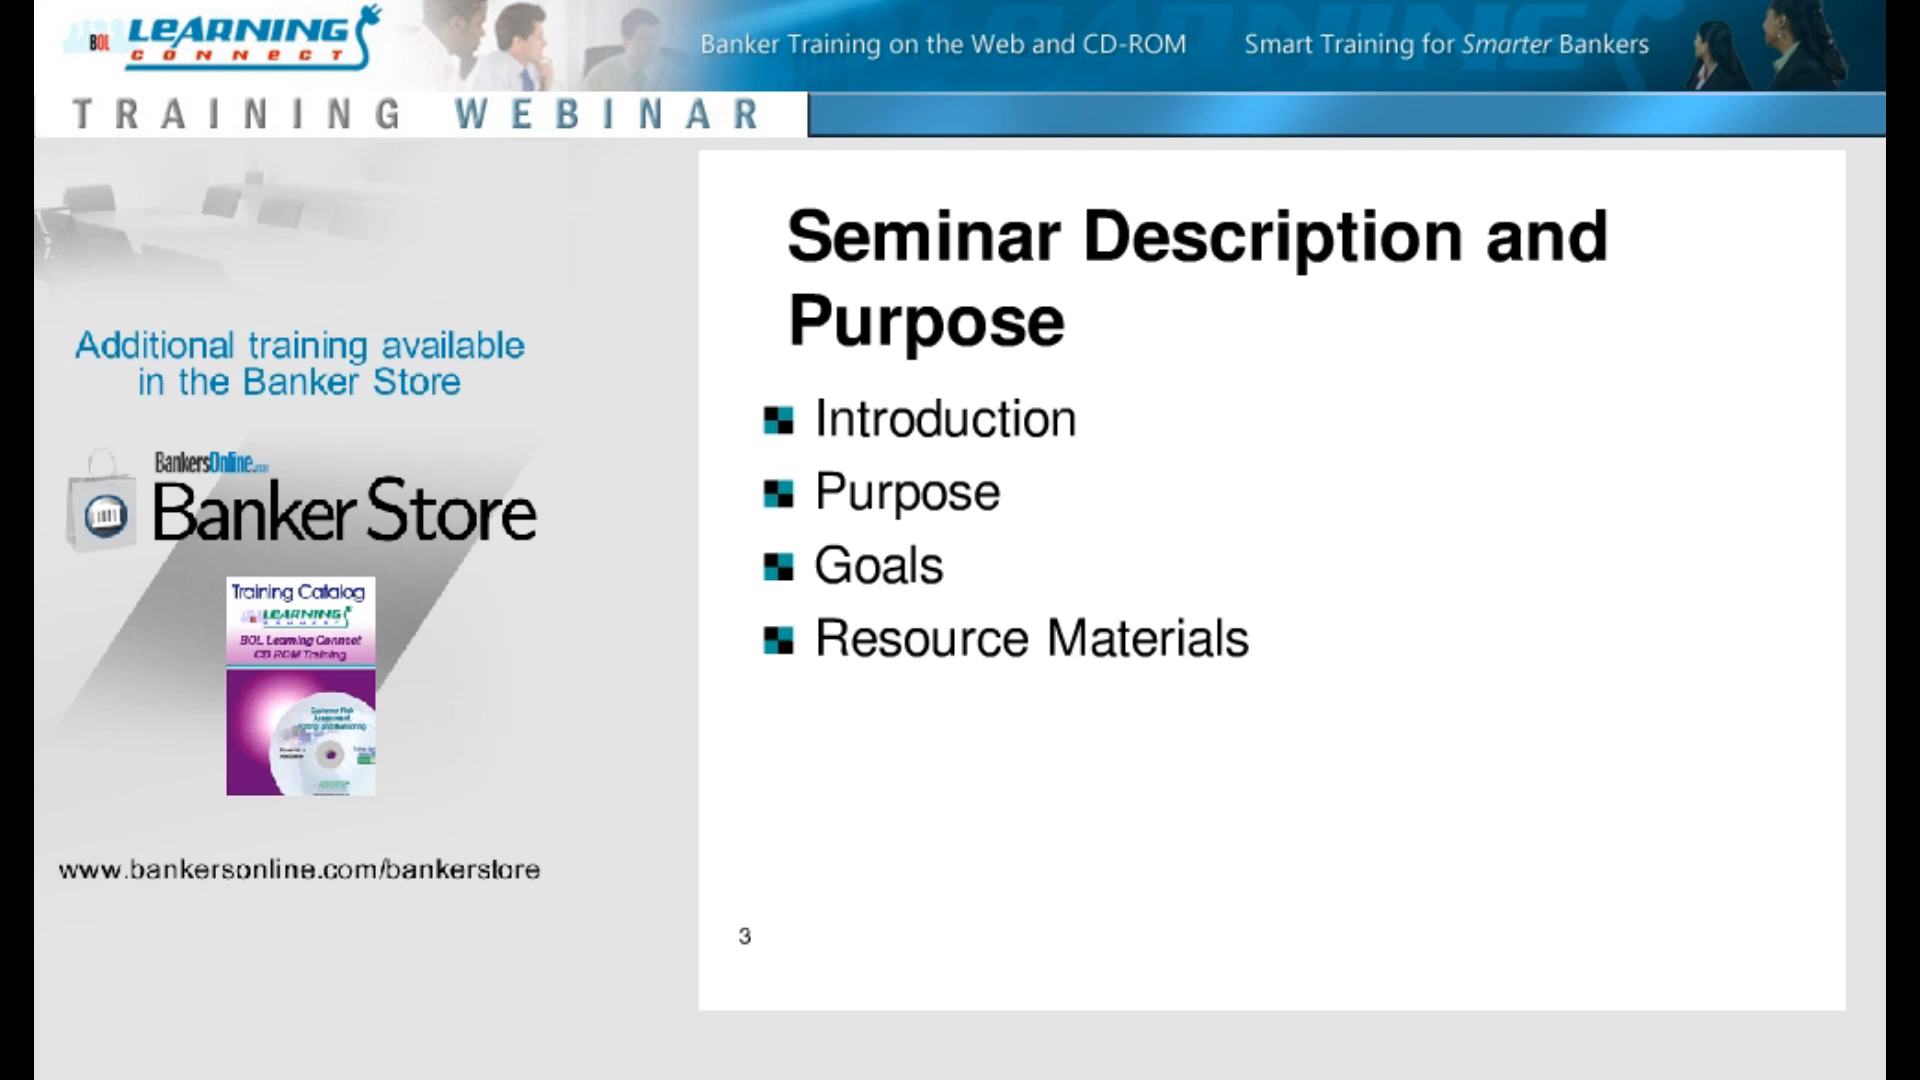 BOL LEARNING
CONNECT
Banker Training on the Web and CD-ROM Smart Training for Smarter Bankers
TRAINING WEBINAR
Additional training available
in the Banker Store
BankersOnline.com
Banker Store
Training Catalog
LEARNING
CONNECT
BOL Learning Connect
CD ROM Training
www.bankersonline.com/bankerstore
Seminar Description and
Purpose
Introduction
Purpose
Goals
Resource Materials
3